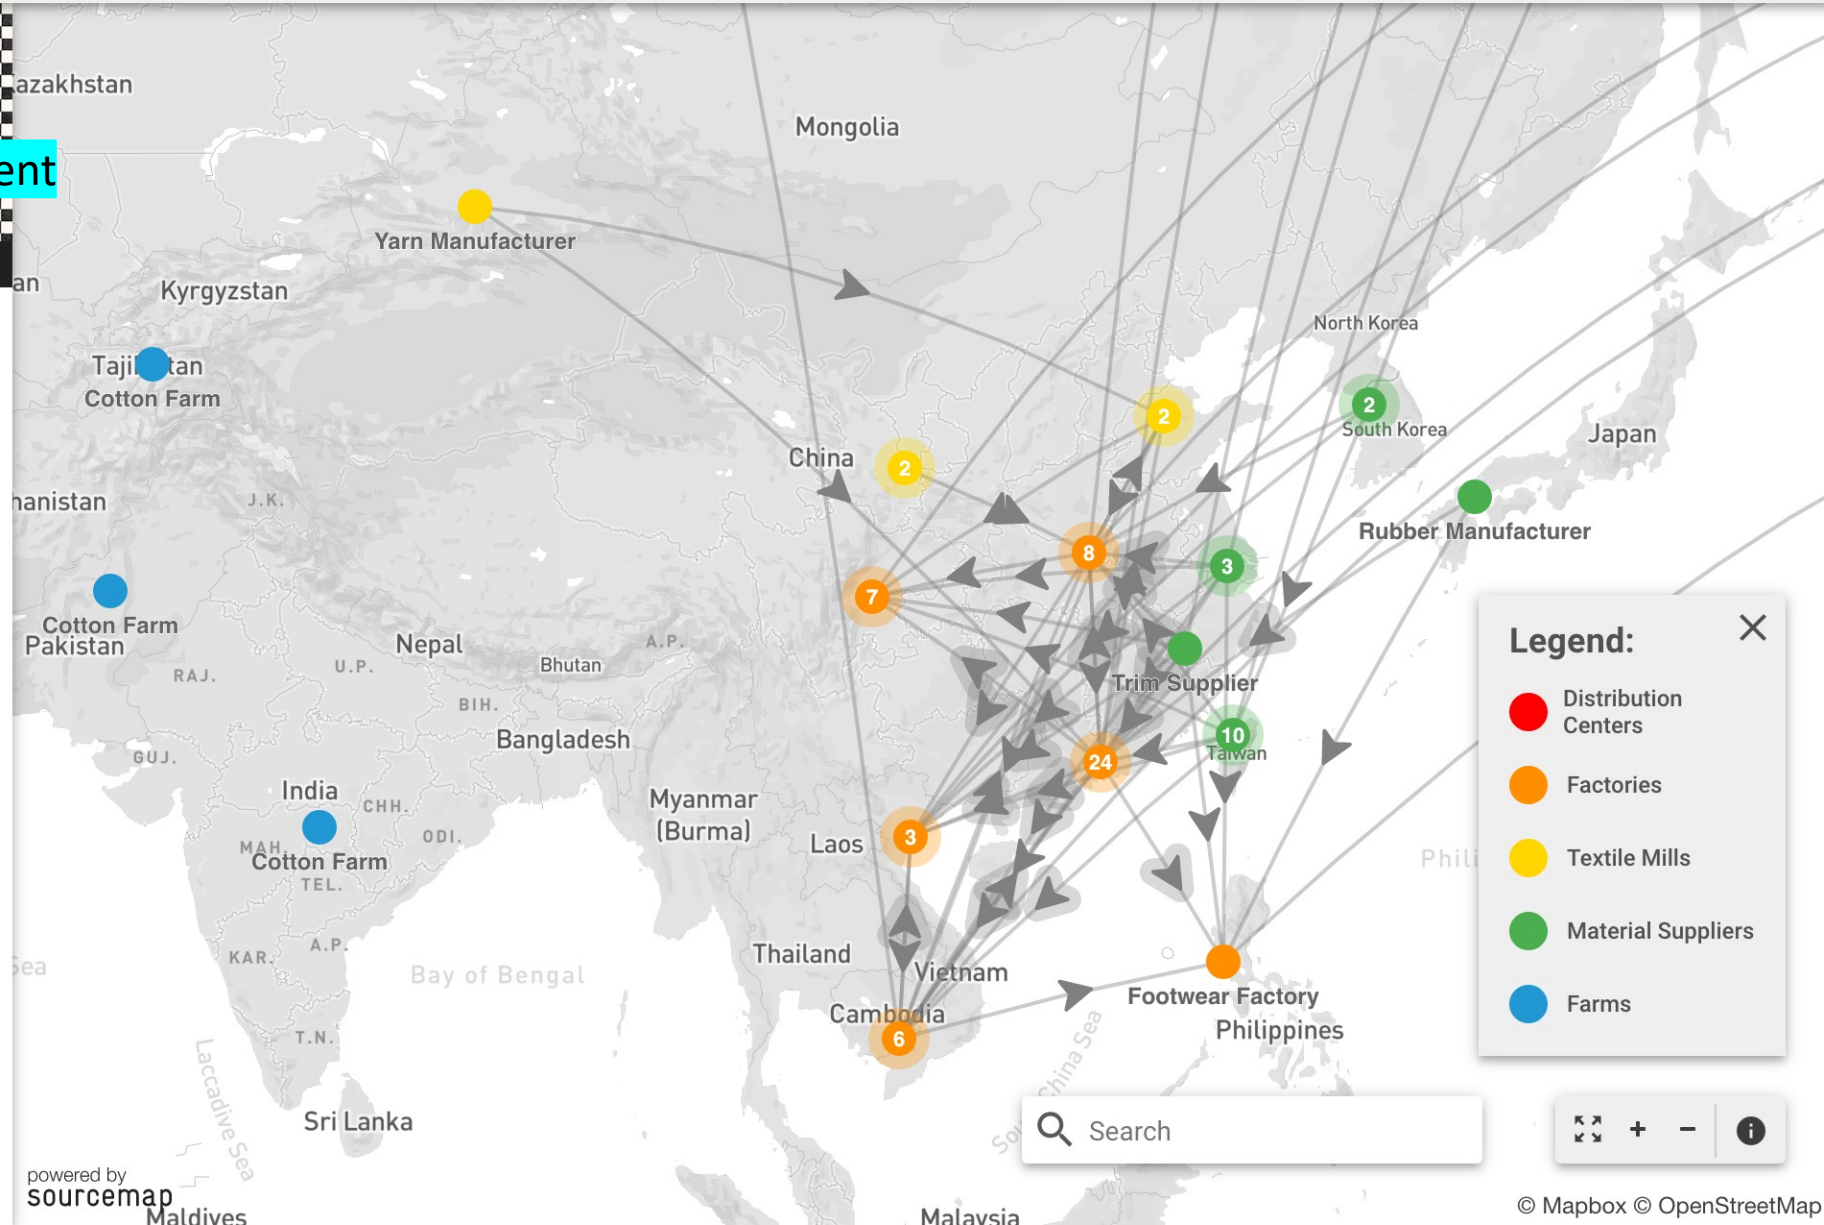 azakhstan
Mongolia
ent
Yarn Manufacturer
an
Kyrgyzstan
North Korea
Tajikistan
Cotton Farm
2
2
South Korea
Japan
China
2
hanistan
J.K.
Rubber Manufacturer
8
3
7
Cotton Farm
Pakistan
Nepal
A.P.
Bhutan
U.P.
RAJ.
BIH.
Trim Supplier
Bangladesh
10
Taiwan
24
GUJ.
India
CHH.
Myanmar
(Burma)
ODI.
MAH.
Cotton Farm
TEL.
Laos
3
Phili
Legend:
Distribution
Centers
Factories
Textile Mills
Material Suppliers
Farms
A.P.
KAR.
Sea
Bay of Bengal
Thailand
Vietnam
Cambodia
6
Footwear Factory
Philippines
T.N.
Laccadive Sea
Sri Lanka
Sou China Sea
Search
+
−
i
powered by
sourcemap
Maldives
Malaysia
© Mapbox © OpenStreetMap